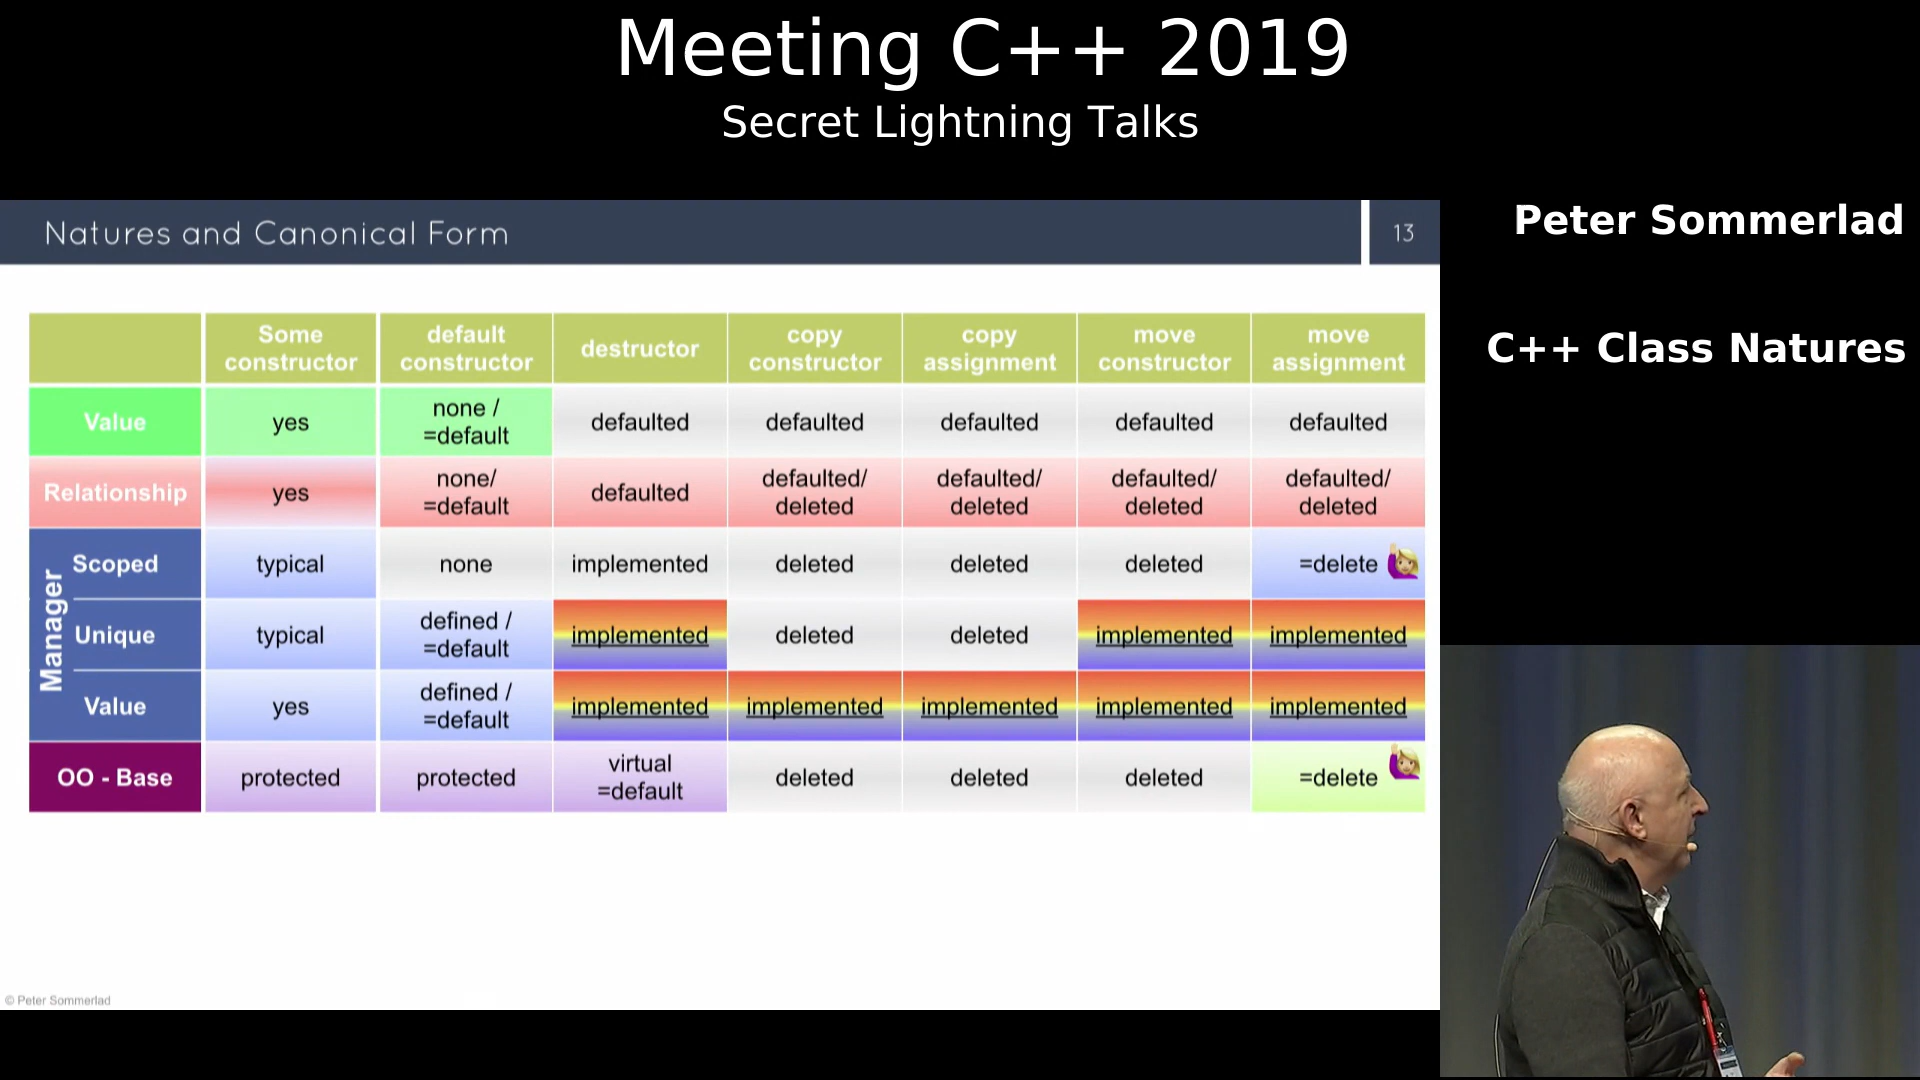 Meeting C++ 2019
Secret Lightning Talks
Natures and Canonical Form
13
Peter Sommerlad
C++ Class Natures
Some constructor
default constructor
destructor
copy constructor
copy assignment
move constructor
move assignment
Value
yes
none / =default
defaulted
defaulted
defaulted
defaulted
defaulted
Relationship
yes
none/ =default
defaulted
defaulted/ deleted
defaulted/ deleted
defaulted/ deleted
defaulted/ deleted
Manager
Scoped
typical
none
implemented
deleted
deleted
deleted
=delete
Unique
typical
defined / =default
implemented
deleted
deleted
implemented
implemented
Value
yes
defined / =default
implemented
implemented
implemented
implemented
implemented
OO - Base
protected
protected
virtual =default
deleted
deleted
deleted
=delete
© Peter Sommerlad